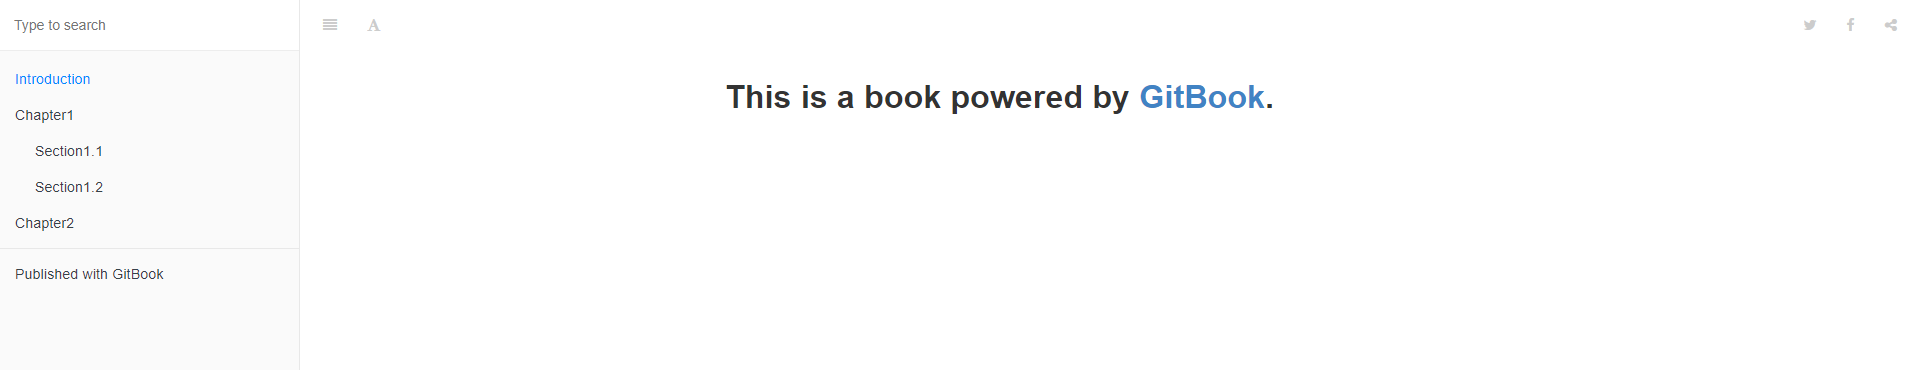 Type to search
Introduction
Chapter1
Section1.1
Section1.2
Chapter2
Published with GitBook
A
This is a book powered by GitBook.